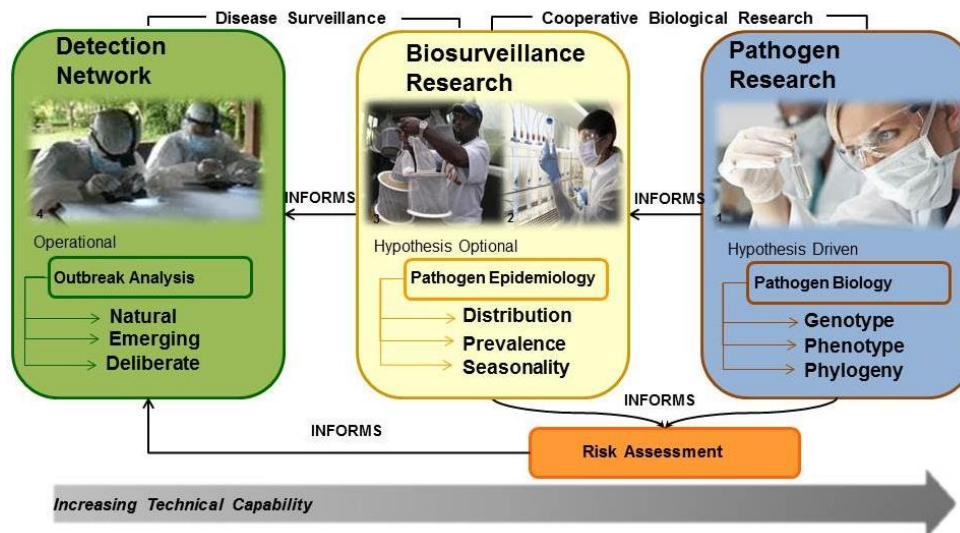 Disease Surveillance
Cooperative Biological Research
Detection
Network
4
INFORMS
Operational
Outbreak Analysis
Natural
Emerging
Deliberate
Biosurveillance
Research
3
2
INFORMS
Hypothesis Optional
Pathogen Epidemiology
Distribution
Prevalence
Seasonality
Pathogen
Research
1
Hypothesis Driven
Pathogen Biology
Genotype
Phenotype
Phylogeny
INFORMS
INFORMS
Risk Assessment
Increasing Technical Capability